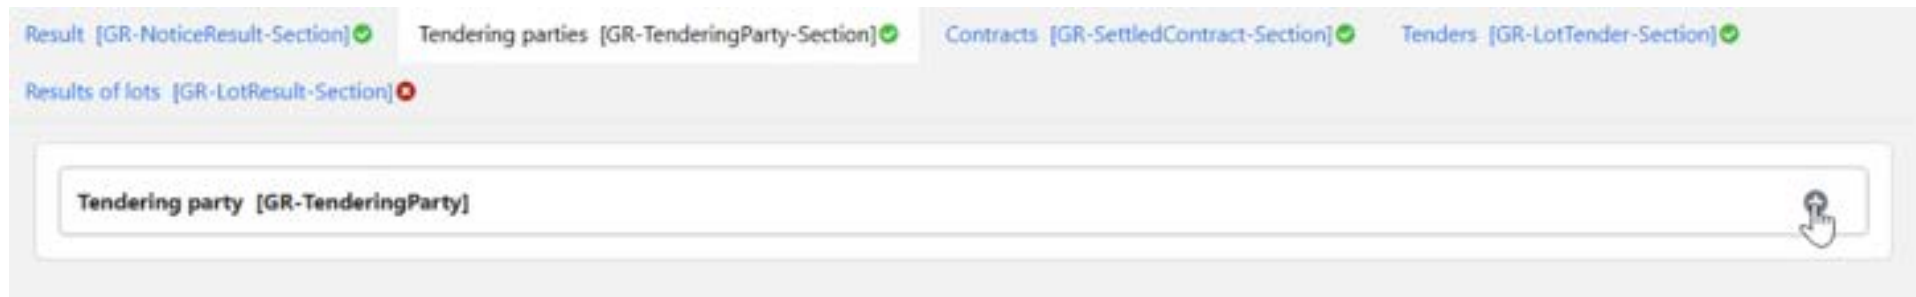 Result [GR-NoticeResult-Section] Tendering parties [GR-TenderingParty-Section] Contracts [GR-SettledContract-Section] Tenders [GR-LotTender-Section]
Results of lots [GR-LotResult-Section]
Tendering party [GR-TenderingParty]